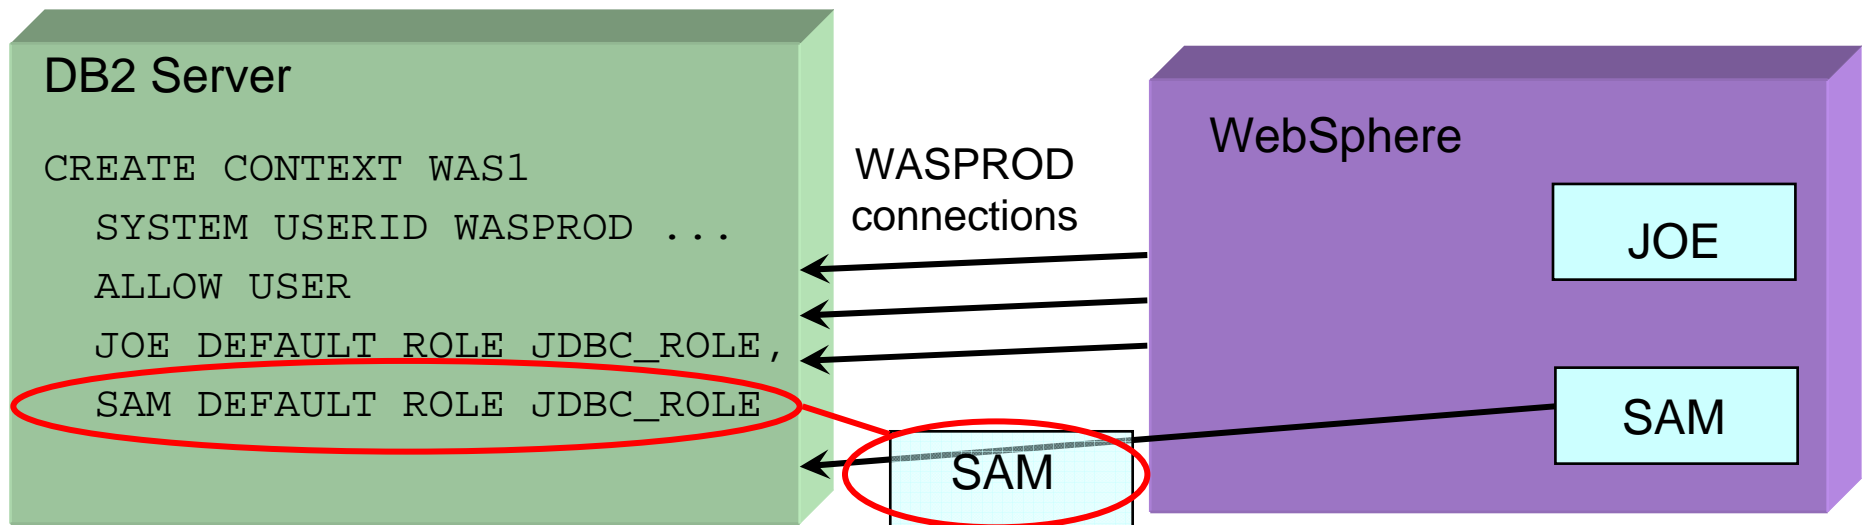 DB2 Server
CREATE CONTEXT WAS1
SYSTEM USERID WASPROD ...
ALLOW USER
JOE DEFAULT ROLE JDBC_ROLE,
SAM DEFAULT ROLE JDBC_ROLE
WASPROD
connections
SAM
WebSphere
JOE
SAM